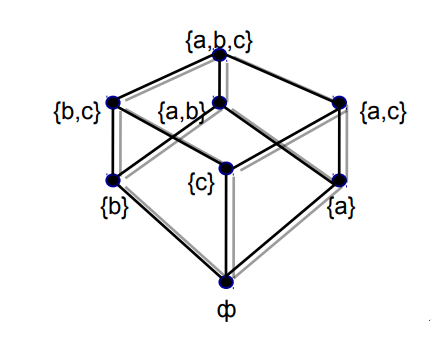 {a,b,c}
{b,c} {a,b} {a,c}
{c}
{b} {a}
ф